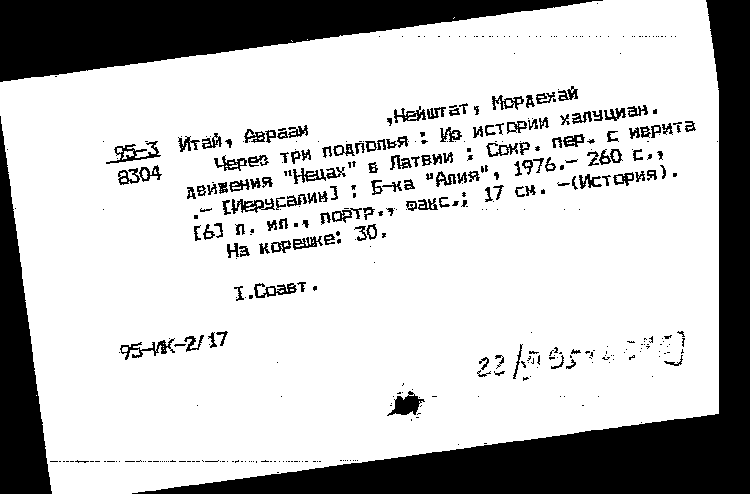 95-3 Итай, Авраам ,Нейштат, Мордехай
8304 Через три подполья : Из истории халуциан.
движения "Нецах" в Латвии : Сокр. пер. с иврита
.- [Иерусалим] : Б-ка "Алия", 1976.- 260 с.,
[6] л. ил., портр., факс.; 17 см. -(История).
На корешке: 30.
I.Соавт.
95-ИК-2/17
22/